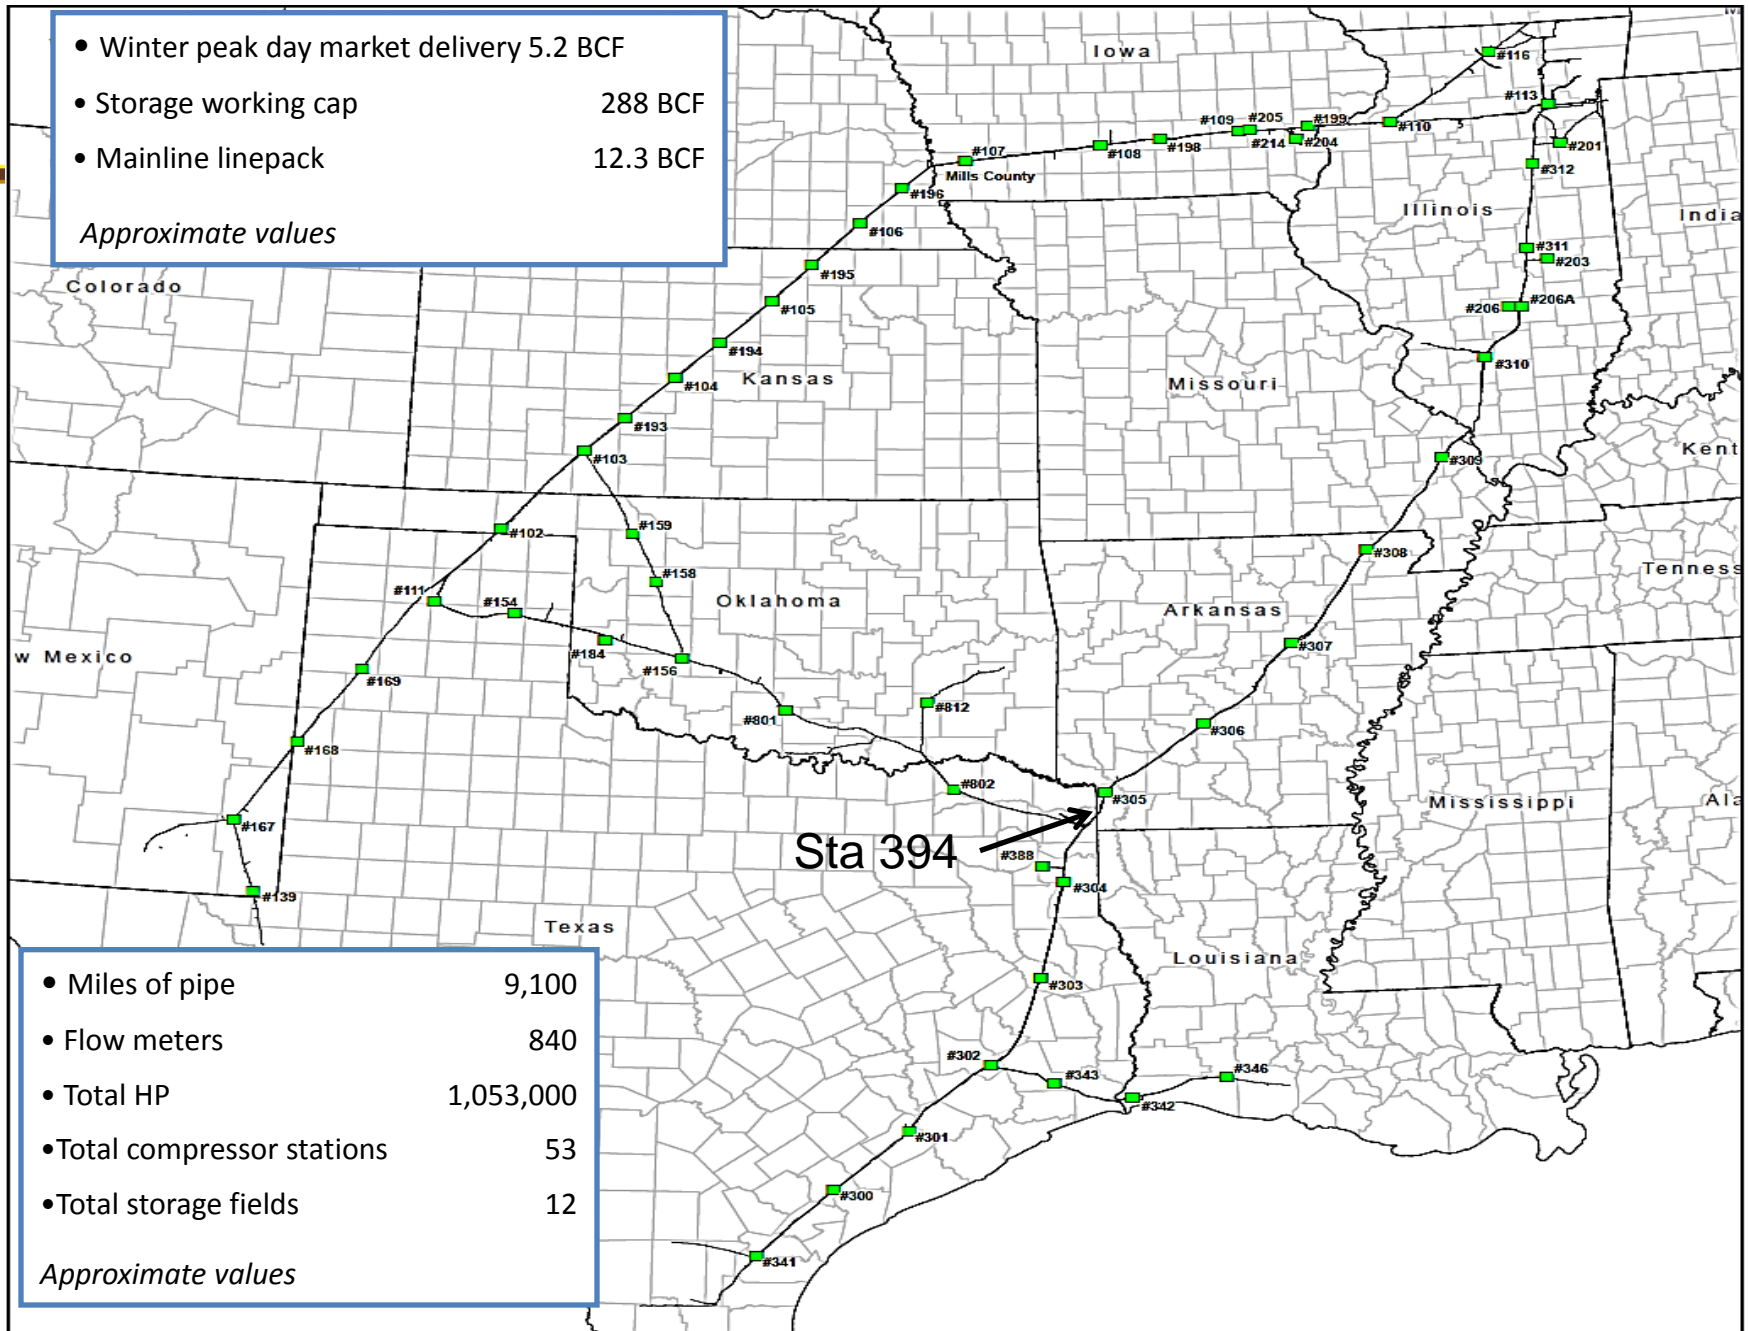 • Winter peak day market delivery 5.2 BCF
• Storage working cap 288 BCF
• Mainline linepack 12.3 BCF
Approximate values
Iowa
#116
#113
#109 #205 #199 #110
#107 #108 #198 #214 #204 #201
Mills County #312
#196
Illinois
India
#106
#311
#203
#195
Colorado
#105
#206 #206A
#194
#310
#104 Kansas
Missouri
#193
#103 #309
Kent
#102 #159
#308
#158
Tenness
#111 #154 Oklahoma
Arkansas
#184 #156
#307
w Mexico
#169
#801 #812
#306
#168
#802 #305
Mississippi
Ala
#167
Sta 394
#388
#304
#139
Texas
Louisiana
#303
• Miles of pipe 9,100
• Flow meters 840
• Total HP 1,053,000
•Total compressor stations 53
•Total storage fields 12
Approximate values
#302
#343 #346
#342
#301
#300
#341